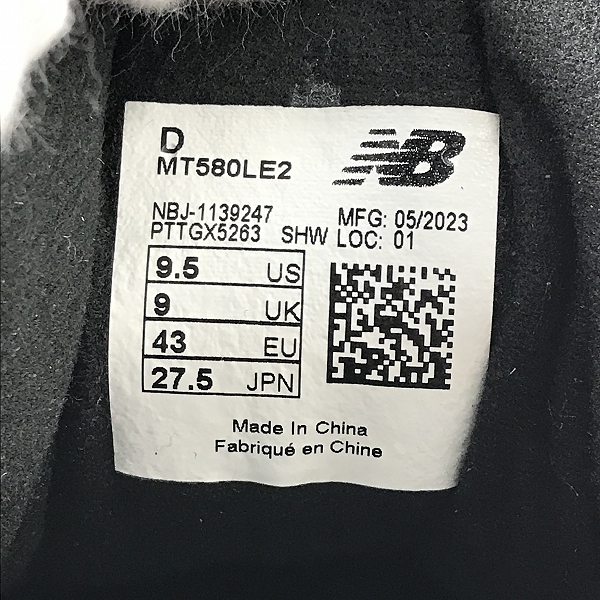 D
MT580LE2
NB
NBJ-1139247 MFG: 05/2023
PTTGX5263 SHW LOC: 01
9.5 US
9 UK
43 EU
27.5 JPN
Made In China
Fabriqué en Chine